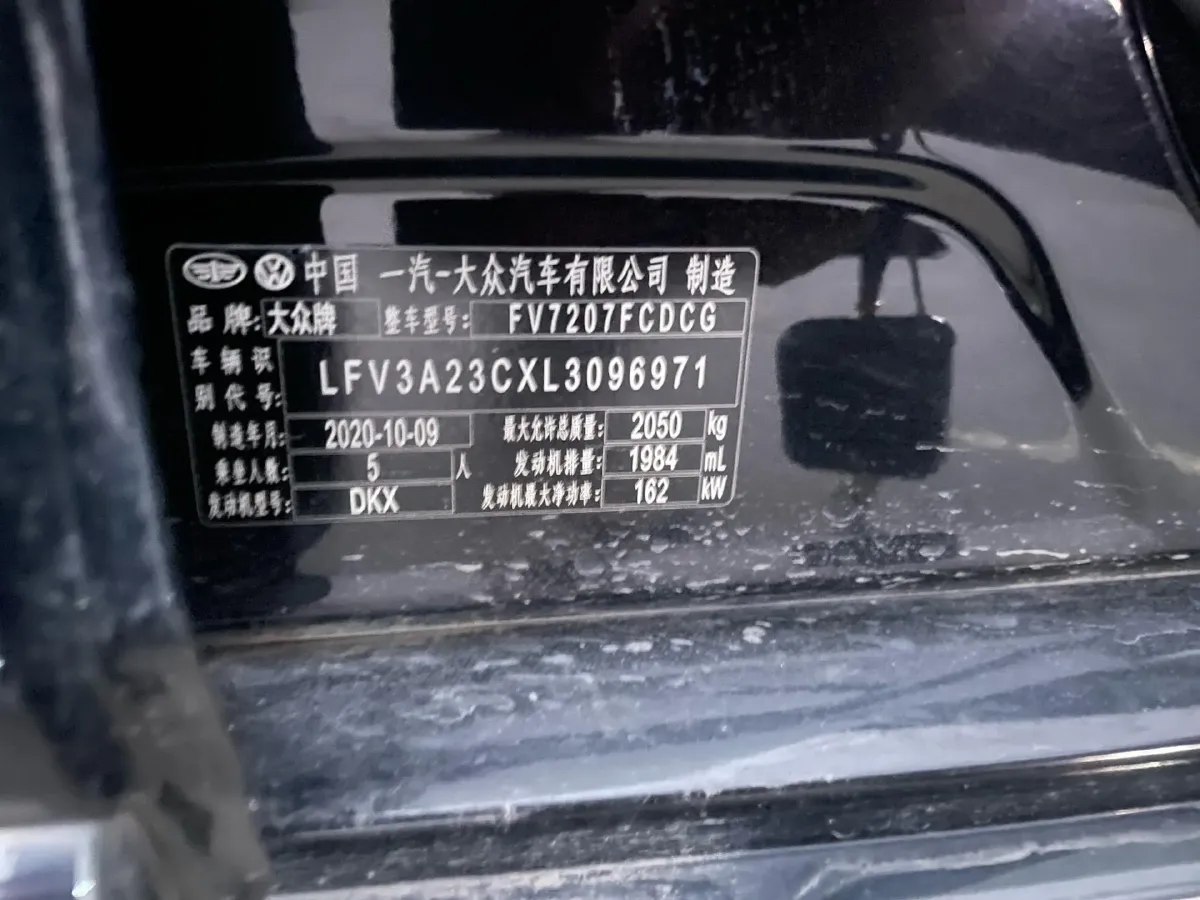 中国 一汽-大众汽车有限公司 制造
品牌: 大众牌 整车型号: FV7207FCDCG
车辆识别代号: LFV3A23CXL3096971
制造年月: 2020-10-09 最大允许总质量: 2050 kg
乘坐人数: 5 人 发动机排量: 1984 mL
发动机型号: DKX 发动机最大净功率: 162 kW